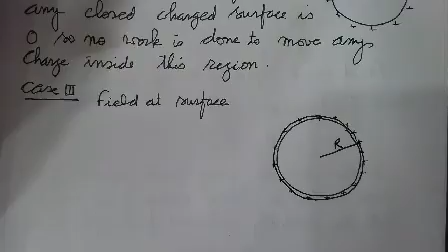 any closed charged surface is
0 so no work is done to move any
Charge inside this region.
Case III Field at surface
R